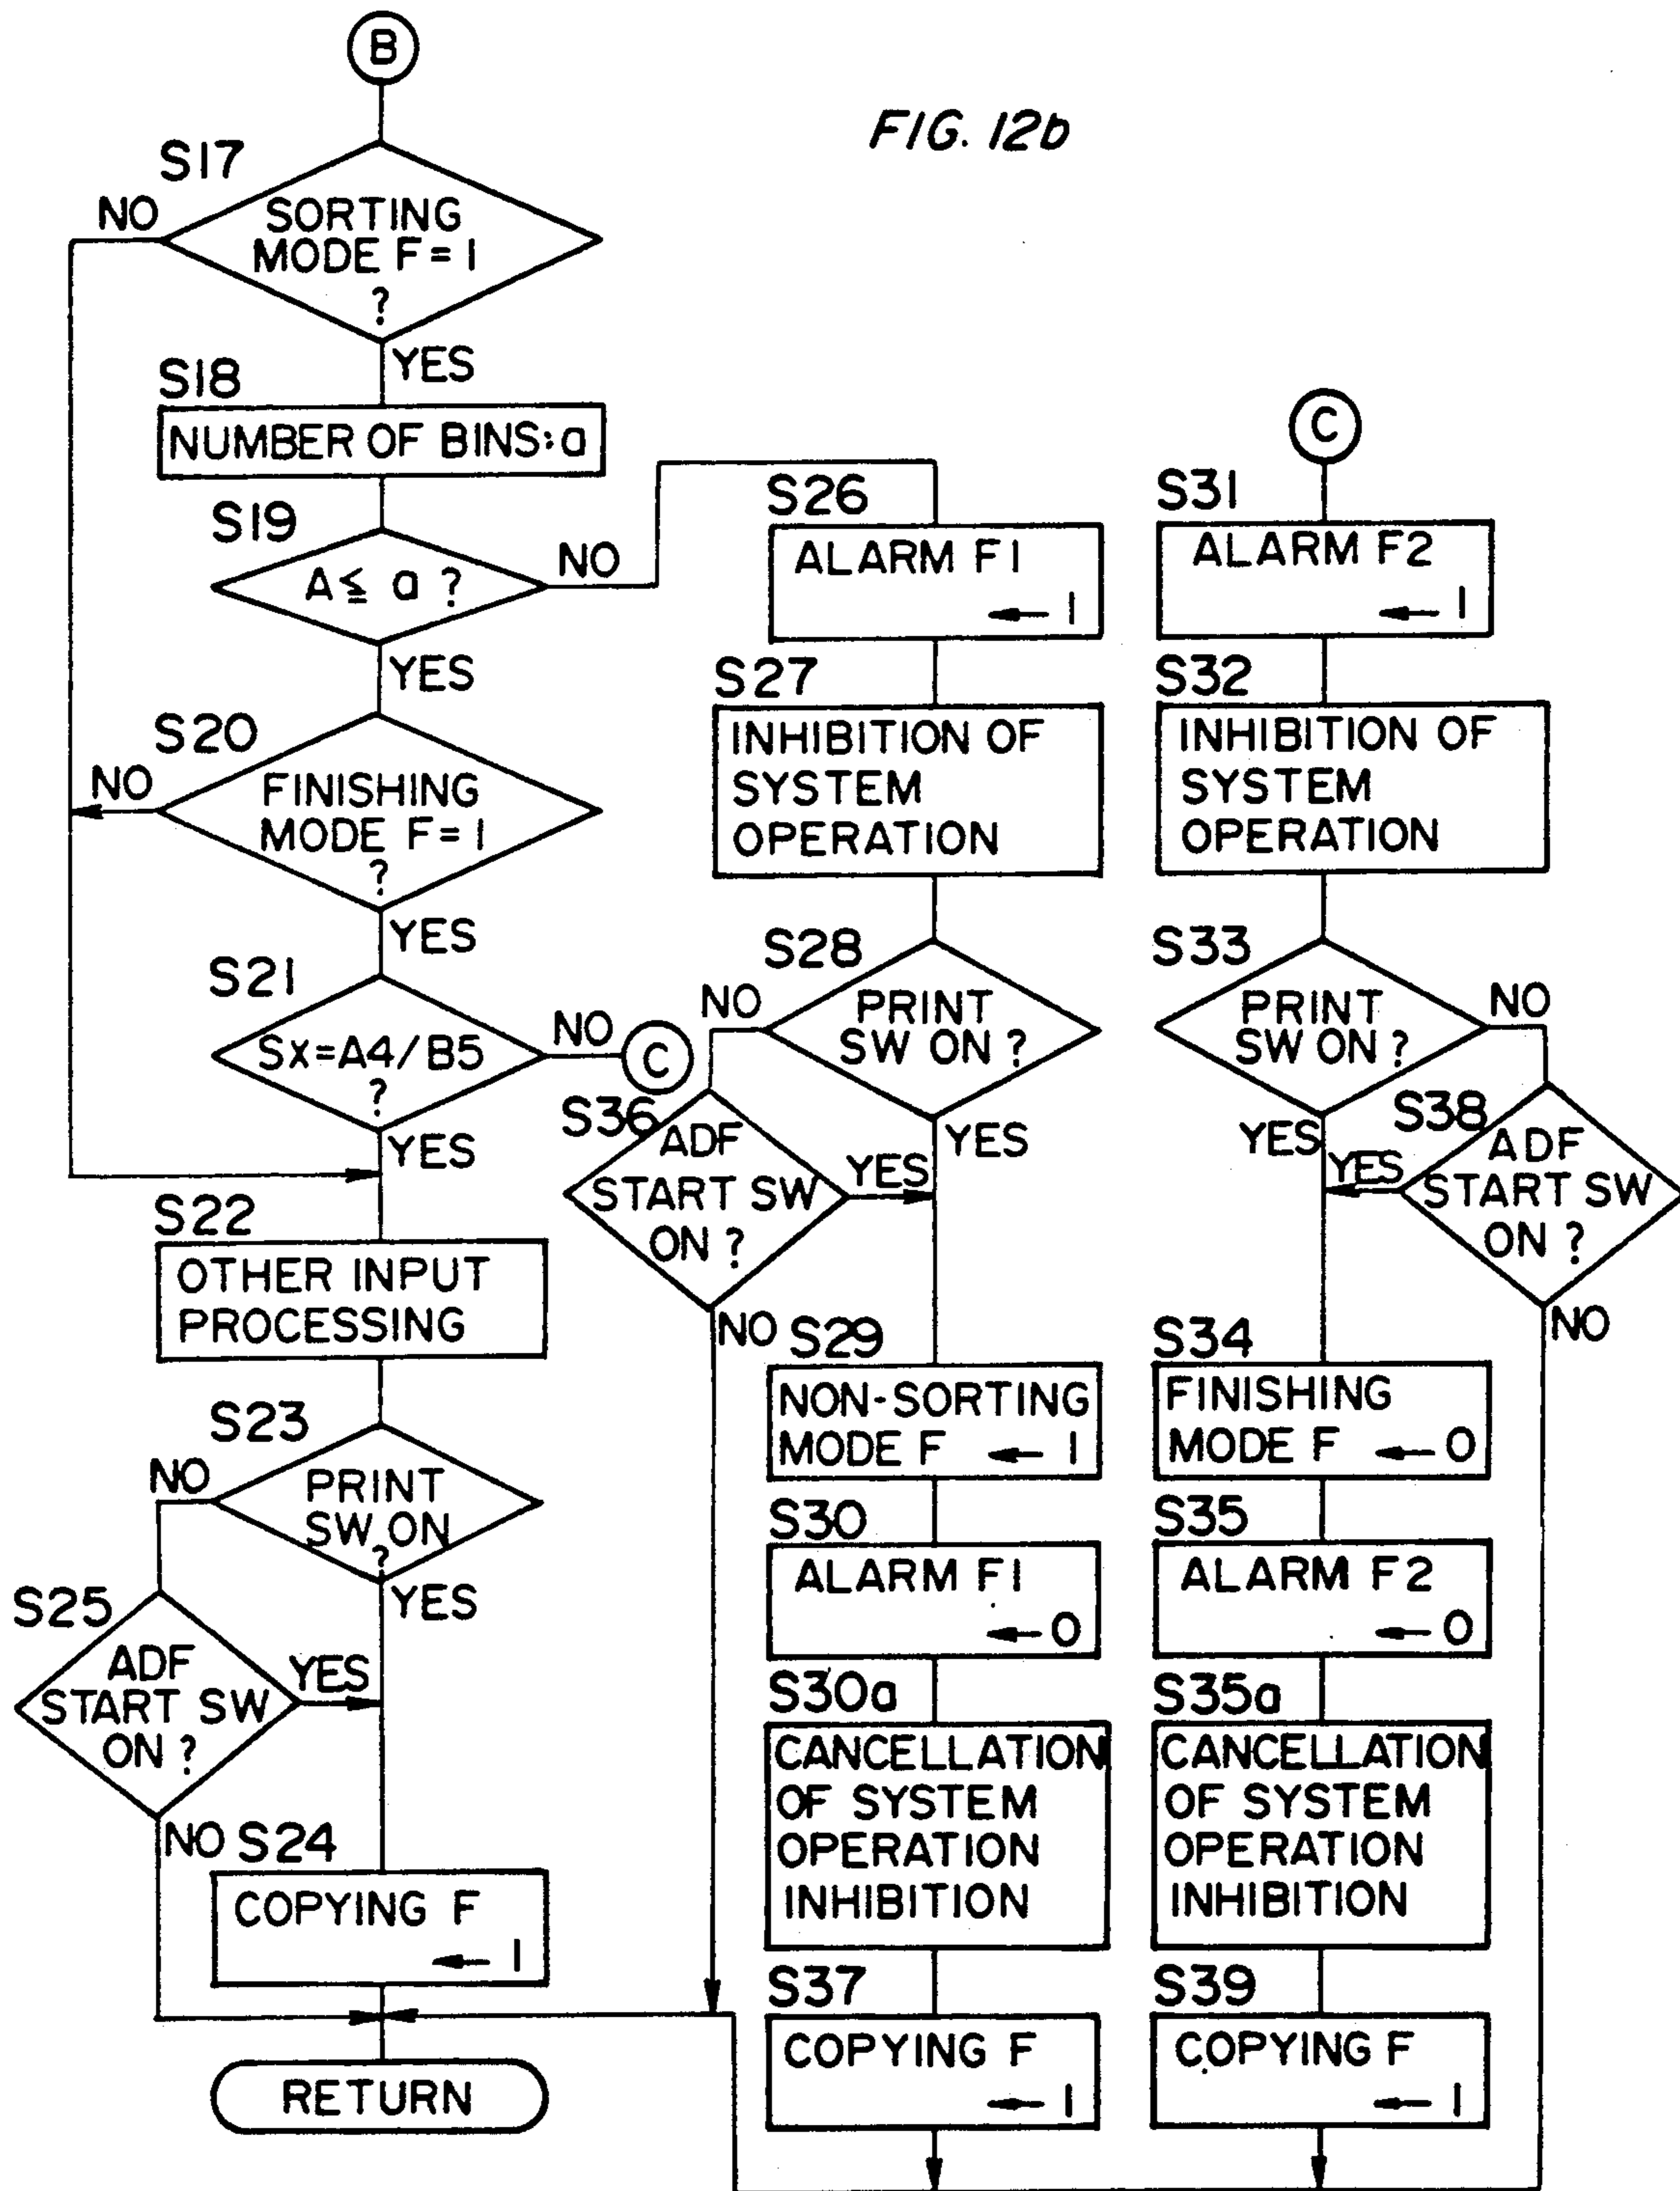 B
FIG. 12b
S17
NO
SORTING
MODE F=1
?
YES
S18
NUMBER OF BINS:a
S19
A≦ a ?
NO
YES
S20
NO
FINISHING
MODE F=1
?
YES
S21
Sx=A4/B5
?
NO
C
YES
S22
OTHER INPUT
PROCESSING
S23
NO
PRINT
SW ON
?
YES
S25
ADF
START SW
ON ?
YES
NO
S24
COPYING F
← 1
RETURN
S26
ALARM F1
← 1
S27
INHIBITION OF
SYSTEM
OPERATION
S28
NO
PRINT
SW ON ?
YES
S36
ADF
START SW
ON ?
YES
NO
S29
NON-SORTING
MODE F ← 1
S30
ALARM F1
← 0
S30a
CANCELLATION
OF SYSTEM
OPERATION
INHIBITION
S37
COPYING F
← 1
C
S31
ALARM F2
← 1
S32
INHIBITION OF
SYSTEM
OPERATION
S33
PRINT
SW ON ?
NO
YES
S38
ADF
START SW
ON ?
YES
NO
S34
FINISHING
MODE F ← 0
S35
ALARM F2
← 0
S35a
CANCELLATION
OF SYSTEM
OPERATION
INHIBITION
S39
COPYING F
← 1